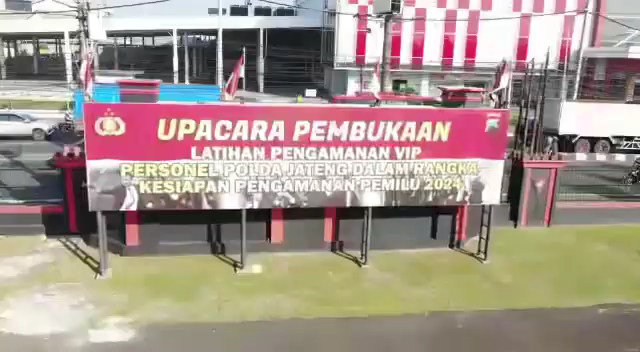 UPACARA PEMBUKAAN
LATIHAN PENGAMANAN VIP
PERSONEL POLDA JATENG DALAM RANGKA
KESIAPAN PENGAMANAN PEMILU 2024